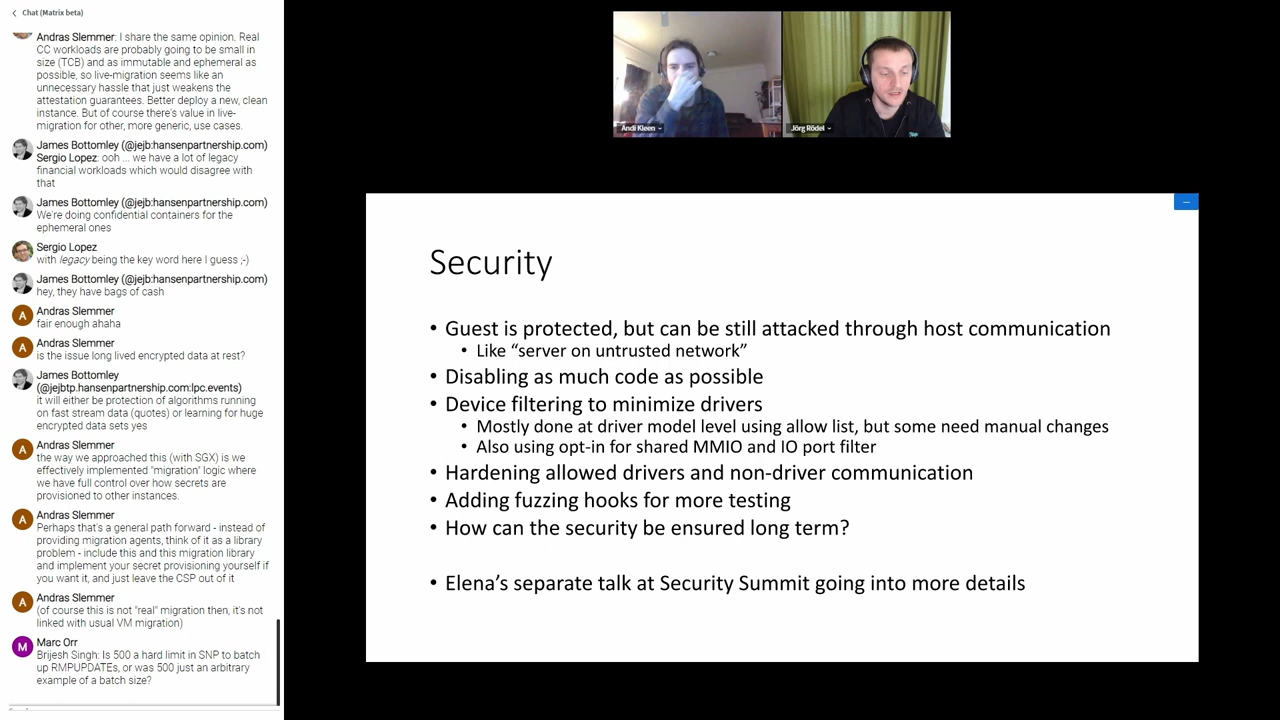 Chat (Matrix beta)
Andras Slemmer: I share the same opinion. Real
CC workloads are probably going to be small in
size (TCB) and as immutable and ephemeral as
possible, so live-migration seems like an
unnecessary hassle that just weakens the
attestation guarantees. Better deploy a new, clean
instance. But of course there's value in live-
migration for other, more generic, use cases.
James Bottomley (@jejb:hansenpartnership.com)
Sergio Lopez: ooh ... we have a lot of legacy
financial workloads which would disagree with
that
James Bottomley (@jejb:hansenpartnership.com)
We're doing confidential containers for the
ephemeral ones
Sergio Lopez
with legacy being the key word here I guess ;-)
James Bottomley (@jejb:hansenpartnership.com)
hey, they have bags of cash
A
Andras Slemmer
fair enough ahaha
A
Andras Slemmer
is the issue long lived encrypted data at rest?
James Bottomley
(@jejbtp.hansenpartnership.com:lpc.events)
it will either be protection of algorithms running
on fast stream data (quotes) or learning for huge
encrypted data sets yes
A
Andras Slemmer
the way we approached this (with SGX) is we
effectively implemented "migration" logic where
we have full control over how secrets are
provisioned to other instances.
A
Andras Slemmer
Perhaps that's a general path forward - instead of
providing migration agents, think of it as a library
problem - include this and this migration library
and implement your secret provisioning yourself if
you want it, and just leave the CSP out of it
A
Andras Slemmer
(of course this is not "real" migration then, it's not
linked with usual VM migration)
M
Marc Orr
Brijesh Singh: Is 500 a hard limit in SNP to batch
up RMPUPDATEs, or was 500 just an arbitrary
example of a batch size?
Andi Kleen
Jörg Rödel
Security
• Guest is protected, but can be still attacked through host communication
• Like “server on untrusted network”
• Disabling as much code as possible
• Device filtering to minimize drivers
• Mostly done at driver model level using allow list, but some need manual changes
• Also using opt-in for shared MMIO and IO port filter
• Hardening allowed drivers and non-driver communication
• Adding fuzzing hooks for more testing
• How can the security be ensured long term?
• Elena’s separate talk at Security Summit going into more details